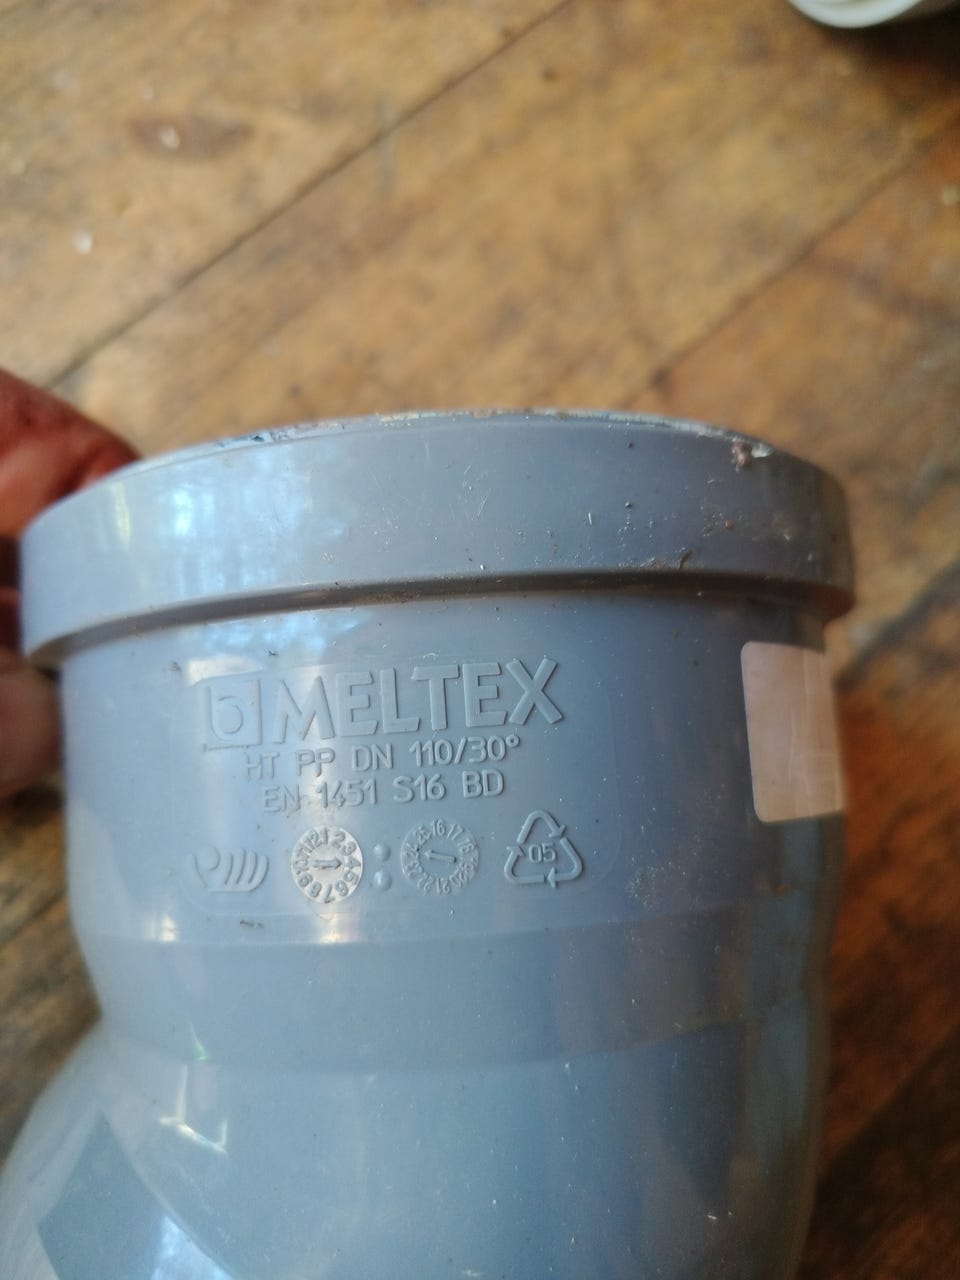 MELTEX
HT PP DN 110/30°
EN 1451 S16 BD
05